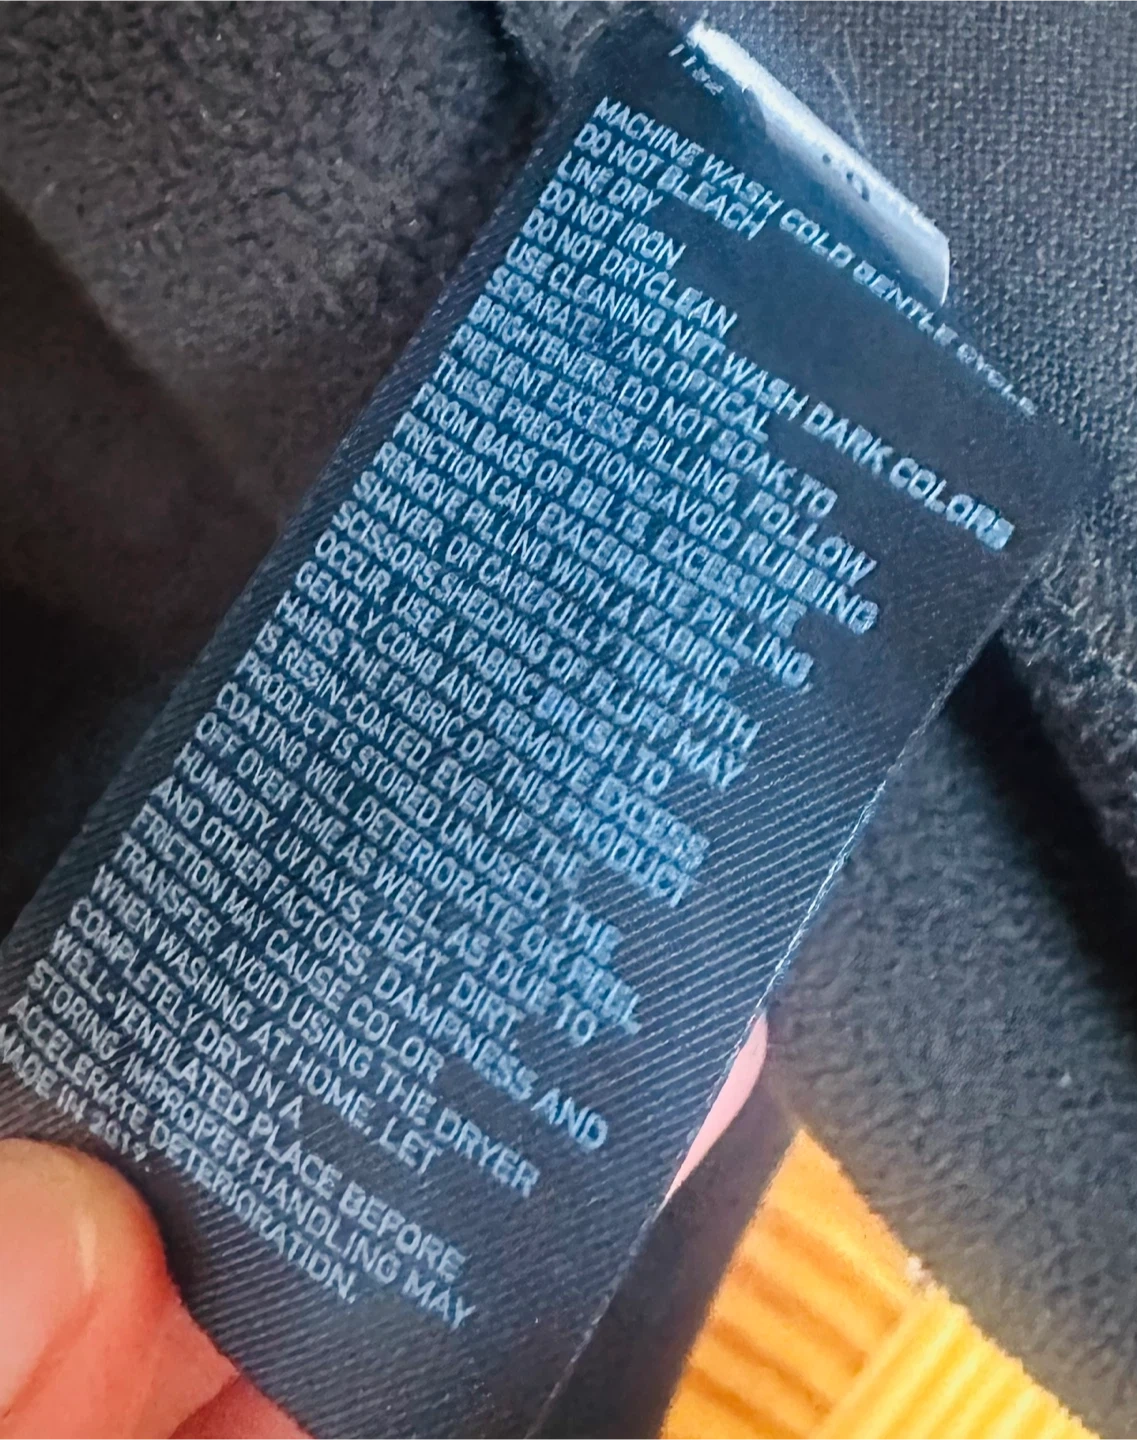 MACHINE WASH COLD GENTLE CYCLE
DO NOT BLEACH
LINE DRY
DO NOT IRON
DO NOT DRYCLEAN
USE CLEANING NET, WASH DARK COLORS
SEPARATLY, NO OPTICAL
BRIGHTENERS, DO NOT SOAK TO
PREVENT EXCESS PILLING, FOLLOW
THESE PRECAUTIONS: AVOID RUBBING
FROM BAGS OR BELTS, EXCESSIVE
FRICTION CAN EXACERBATE PILLING
REMOVE PILLING WITH A FABRIC
SHAVER, OR CAREFULLY TRIM WITH
SCISSORS SHEDDING OF FLUFF MAY
OCCUR, USE A FABRIC BRUSH TO
GENTLY COMB AND REMOVE EXCESS
HAIRS. THE FABRIC OF THIS PRODUCT
IS RESIN-COATED. EVEN IF THE
PRODUCT IS STORED UNUSED, THE
COATING WILL DETERIORATE OR PEEL
OFF OVER TIME, AS WELL AS DUE TO
HUMIDITY, UV RAYS, HEAT, DIRT,
AND OTHER FACTORS. DAMPNESS AND
FRICTION MAY CAUSE COLOR
TRANSFER. AVOID USING THE DRYER
WHEN WASHING AT HOME. LET
COMPLETELY DRY IN A
WELL-VENTILATED PLACE BEFORE
STORING. IMPROPER HANDLING MAY
ACCELERATE DETERIORATION.
MADE IN